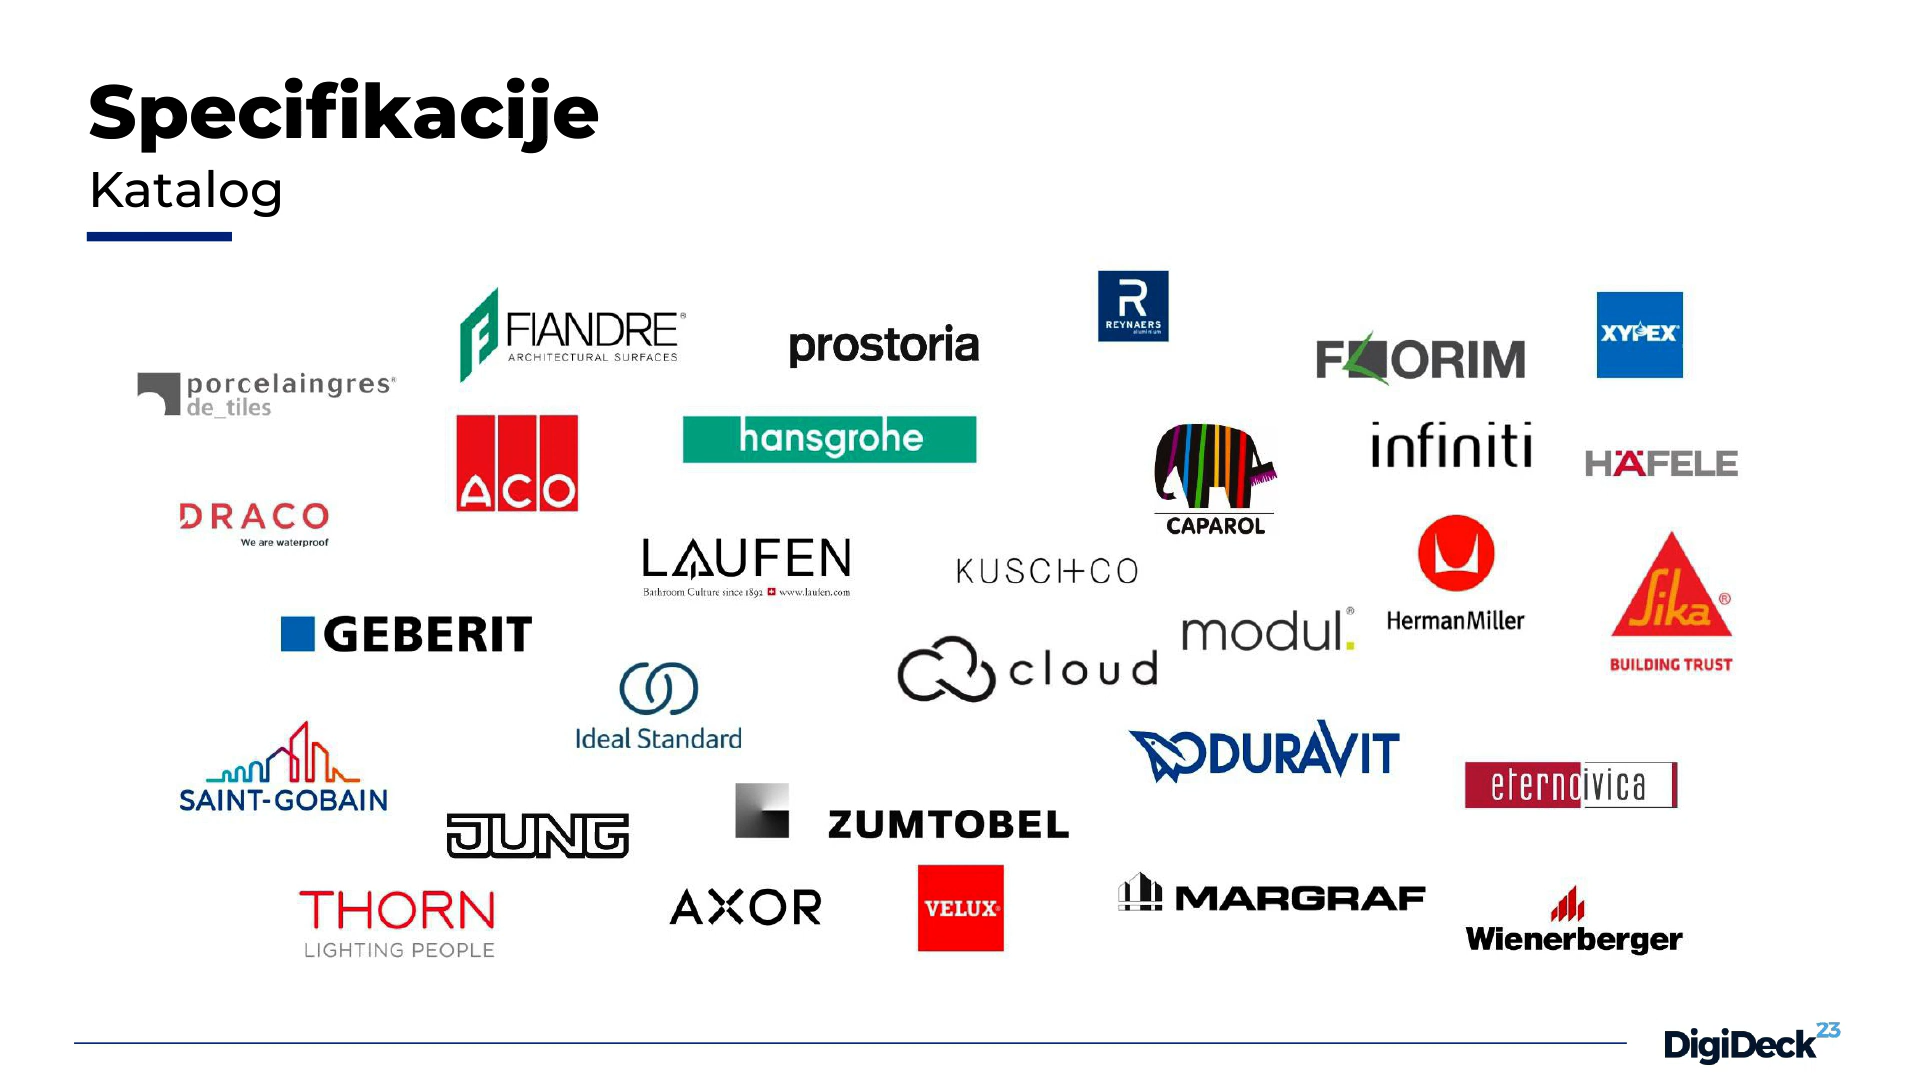 Specifikacije
Katalog
FIANDRE®
ARCHITECTURAL SURFACES
prostoria
R
REYNAERS
aluminium
FLORIM
XYPEX®
porcelaingres®
de_tiles
ACO
hansgrohe
CAPAROL
infiniti
HÄFELE
DRACO
We are waterproof
LAUFEN
Bathroom Culture since 1892 www.laufen.com
KUSCH+CO
HermanMiller
Sika®
BUILDING TRUST
GEBERIT
modul.®
cloud
Ideal Standard
SAINT-GOBAIN
DURAVIT
eternoivica
JUNG
ZUMTOBEL
THORN
LIGHTING PEOPLE
AXOR
VELUX®
MARGRAF
Wienerberger
DigiDeck23